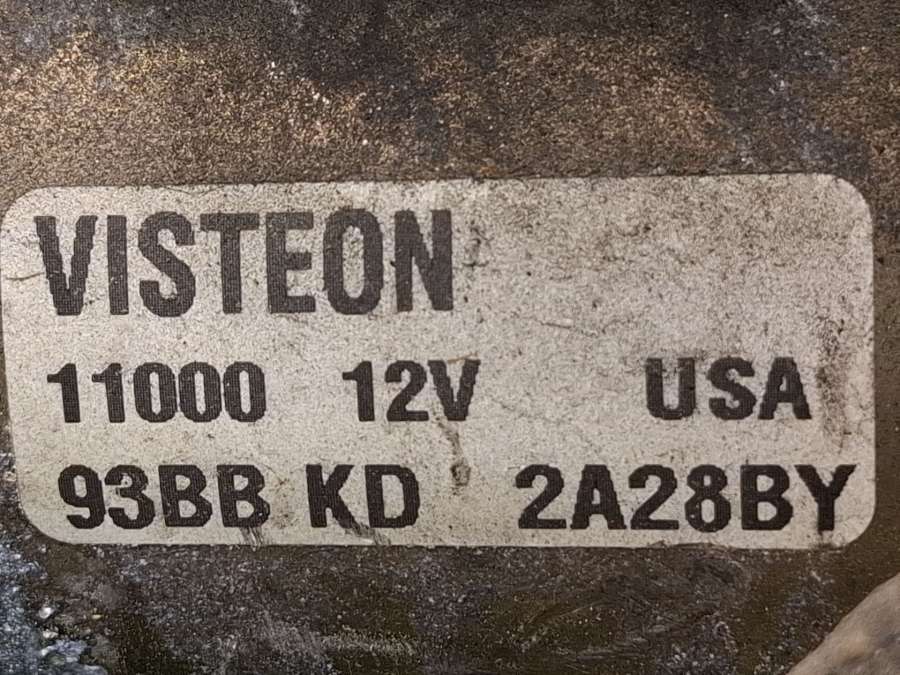 VISTEON
11000 12V USA
93BB KD 2A28BY